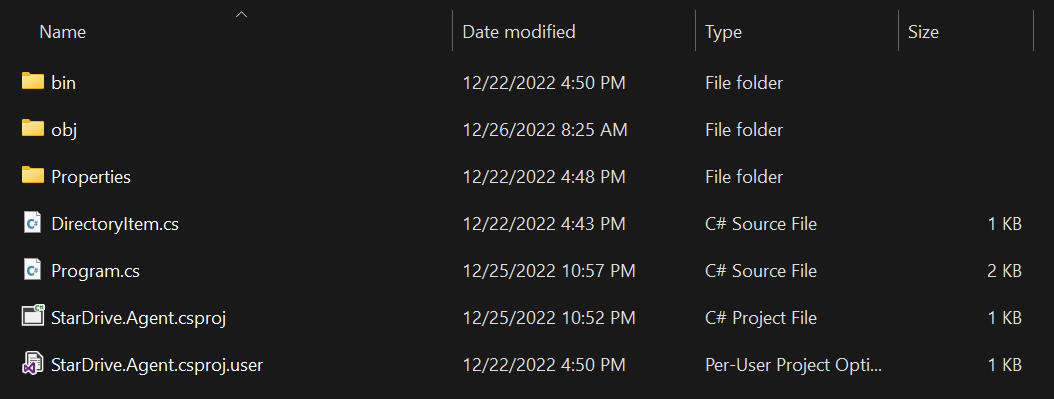 Name Date modified Type Size
bin 12/22/2022 4:50 PM File folder
obj 12/26/2022 8:25 AM File folder
Properties 12/22/2022 4:48 PM File folder
DirectoryItem.cs 12/22/2022 4:43 PM C# Source File 1 KB
Program.cs 12/25/2022 10:57 PM C# Source File 2 KB
StarDrive.Agent.csproj 12/25/2022 10:52 PM C# Project File 1 KB
StarDrive.Agent.csproj.user 12/22/2022 4:50 PM Per-User Project Opti... 1 KB